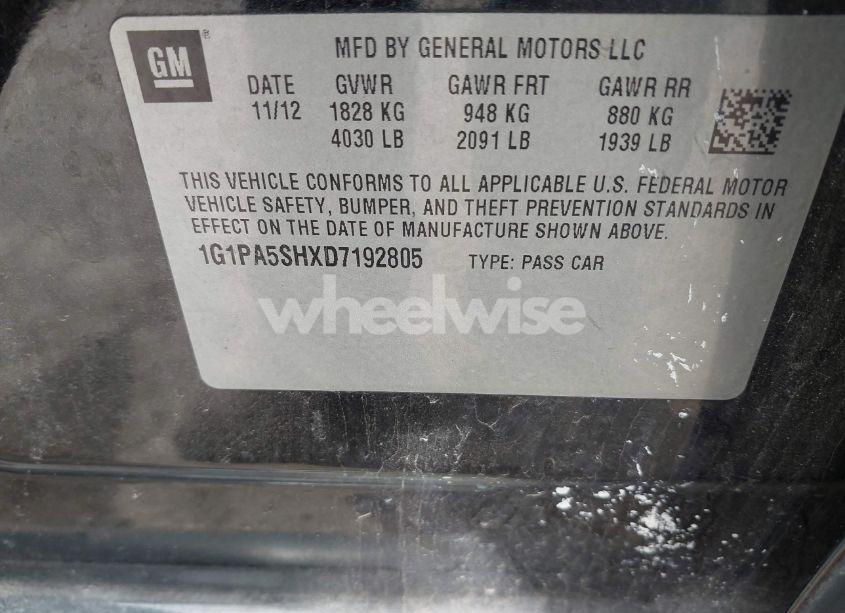 GM ®
MFD BY GENERAL MOTORS LLC
DATE GVWR GAWR FRT GAWR RR
11/12 1828 KG 948 KG 880 KG
4030 LB 2091 LB 1939 LB
THIS VEHICLE CONFORMS TO ALL APPLICABLE U.S. FEDERAL MOTOR
VEHICLE SAFETY, BUMPER, AND THEFT PREVENTION STANDARDS IN
EFFECT ON THE DATE OF MANUFACTURE SHOWN ABOVE.
1G1PA5SHXD7192805 TYPE: PASS CAR
wheelwise